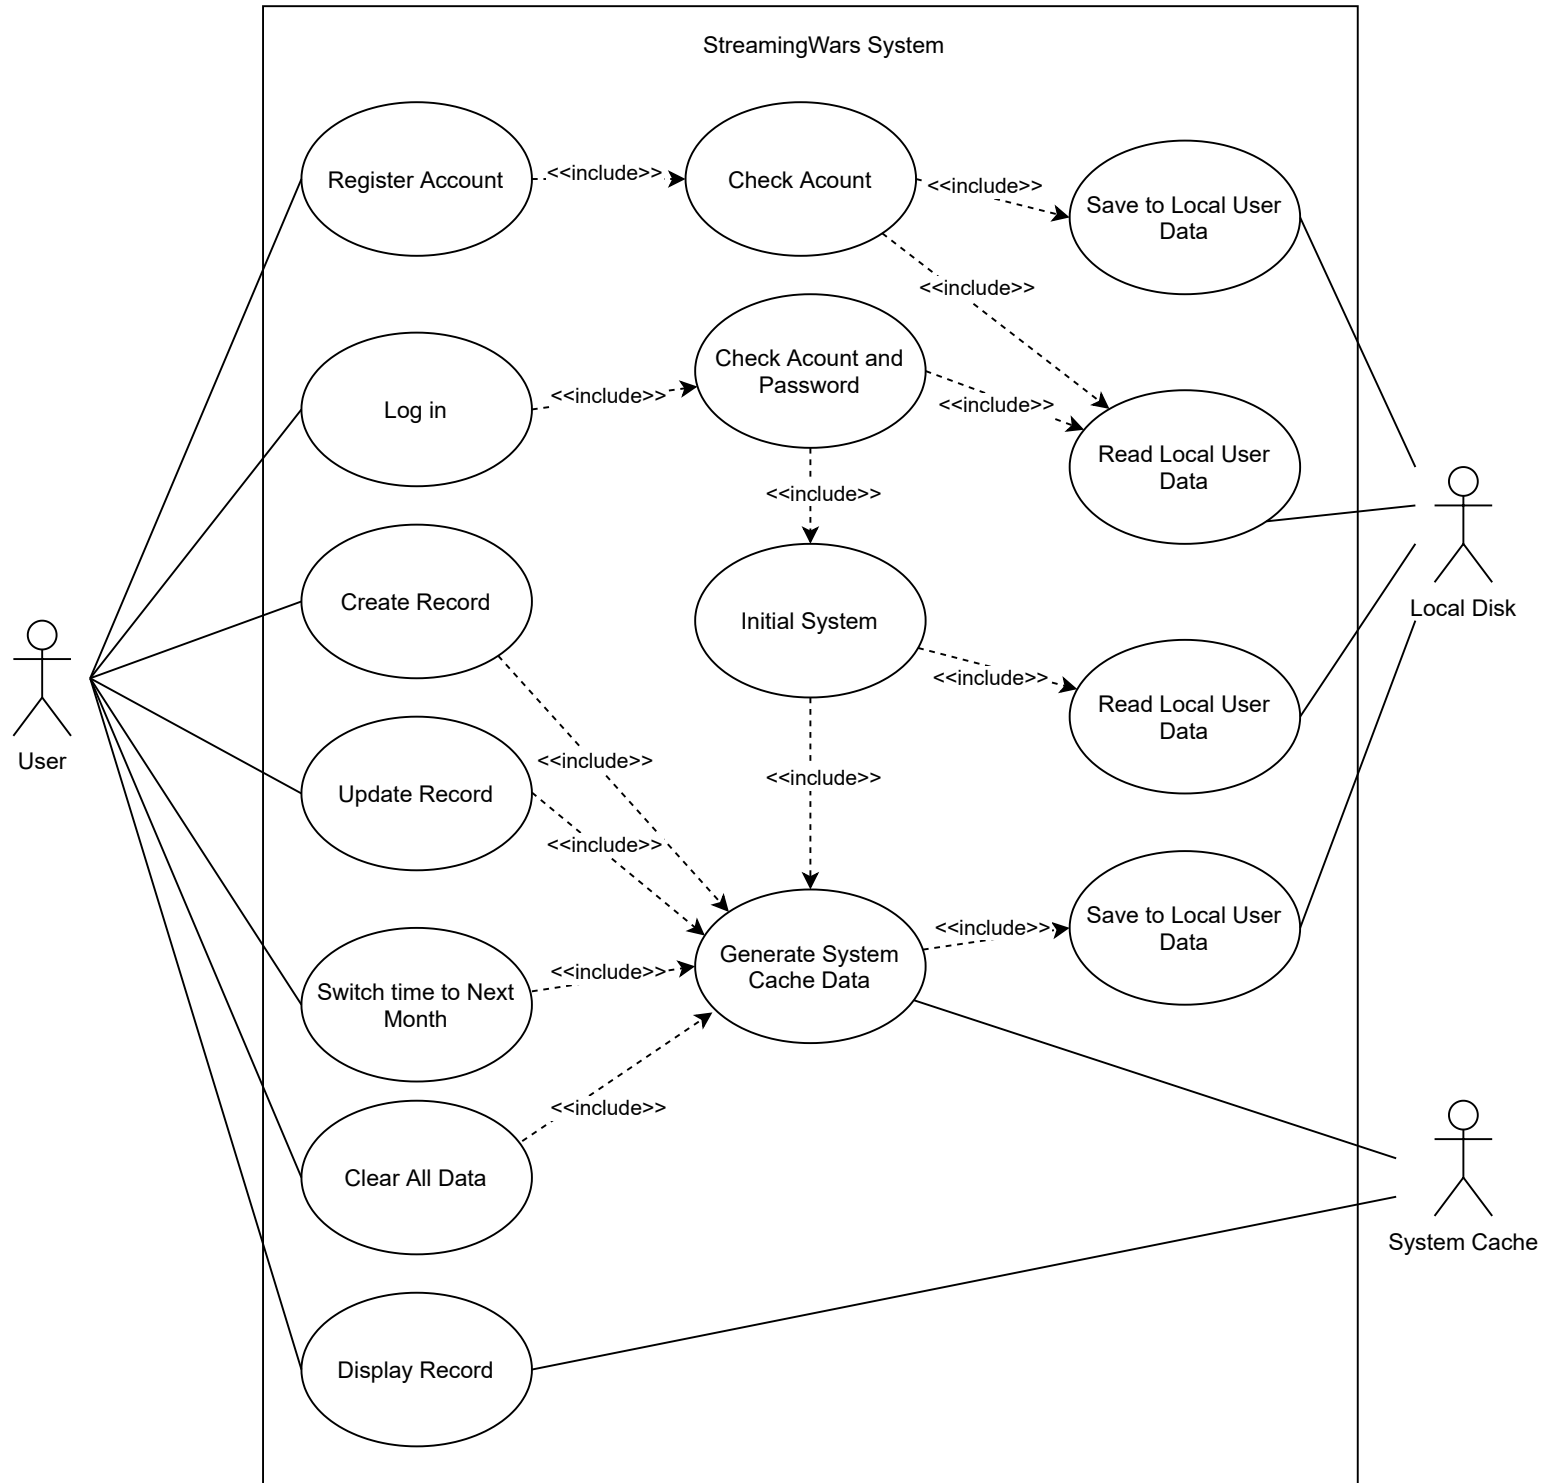 StreamingWars System
Register Account
<<include>>
Check Acount
<<include>>
Save to Local User
Data
<<include>>
Log in
<<include>>
Check Acount and
Password
<<include>>
Read Local User
Data
<<include>>
Create Record
Initial System
<<include>>
Read Local User
Data
Local Disk
User
<<include>>
<<include>>
Update Record
<<include>>
Switch time to Next
Month
<<include>>
Generate System
Cache Data
<<include>>
Save to Local User
Data
<<include>>
Clear All Data
System Cache
Display Record